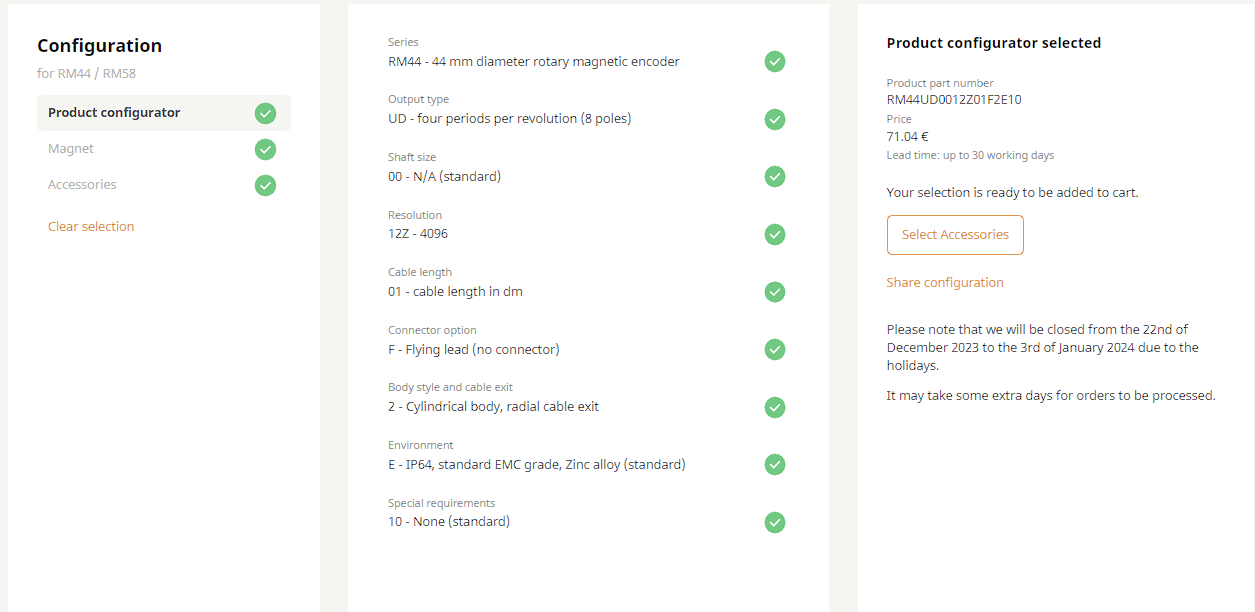 Configuration
for RM44 / RM58
Product configurator
Magnet
Accessories
Clear selection
Series
RM44 - 44 mm diameter rotary magnetic encoder
Output type
UD - four periods per revolution (8 poles)
Shaft size
00 - N/A (standard)
Resolution
12Z - 4096
Cable length
01 - cable length in dm
Connector option
F - Flying lead (no connector)
Body style and cable exit
2 - Cylindrical body, radial cable exit
Environment
E - IP64, standard EMC grade, Zinc alloy (standard)
Special requirements
10 - None (standard)
Product configurator selected
Product part number
RM44UD0012Z01F2E10
Price
71.04 €
Lead time: up to 30 working days
Your selection is ready to be added to cart.
Select Accessories
Share configuration
Please note that we will be closed from the 22nd of
December 2023 to the 3rd of January 2024 due to the
holidays.
It may take some extra days for orders to be processed.